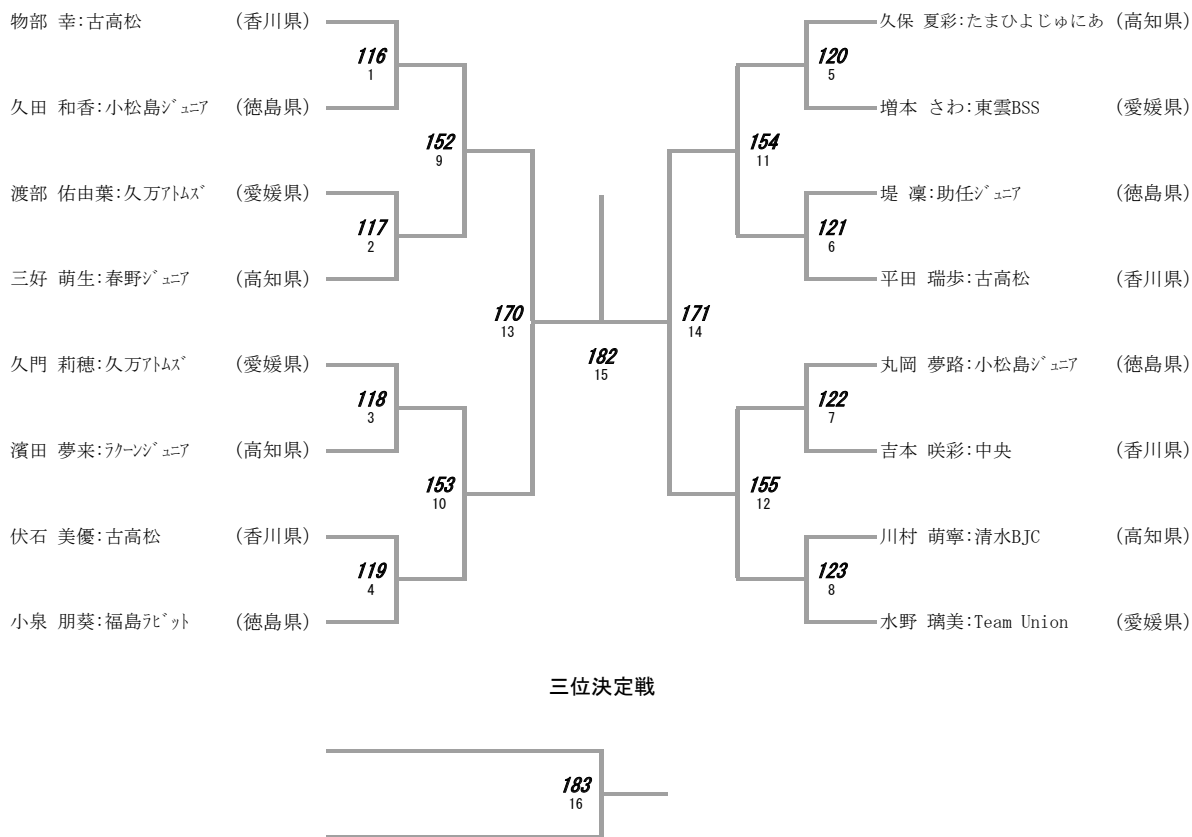 物部 幸:古高松 (香川県)
116
1
久田 和香:小松島ｼﾞｭﾆｱ (徳島県)
152
9
渡部 佑由葉:久万ｱﾄﾑｽﾞ (愛媛県)
117
2
三好 萌生:春野ｼﾞｭﾆｱ (高知県)
170
13
久門 莉穂:久万ｱﾄﾑｽﾞ (愛媛県)
118
3
濱田 夢来:ﾗｸｰﾝｼﾞｭﾆｱ (高知県)
153
10
伏石 美優:古高松 (香川県)
119
4
小泉 朋葵:福島ﾗﾋﾞｯﾄ (徳島県)
182
15
久保 夏彩:たまひよじゅにあ (高知県)
120
5
増本 さわ:東雲BSS (愛媛県)
154
11
堤 凜:助任ｼﾞｭﾆｱ (徳島県)
121
6
平田 瑞歩:古高松 (香川県)
171
14
丸岡 夢路:小松島ｼﾞｭﾆｱ (徳島県)
122
7
吉本 咲彩:中央 (香川県)
155
12
川村 萌寧:清水BJC (高知県)
123
8
水野 璃美:Team Union (愛媛県)
三位決定戦
183
16